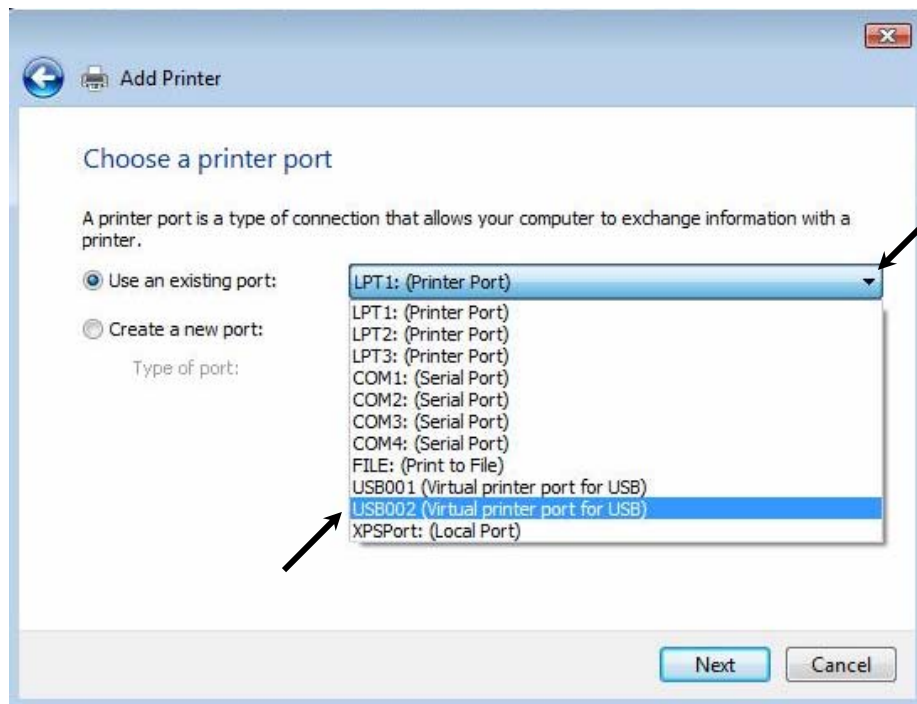 Add Printer
Choose a printer port
A printer port is a type of connection that allows your computer to exchange information with a
printer.
Use an existing port:
LPT1: (Printer Port)
LPT1: (Printer Port)
Create a new port:
LPT2: (Printer Port)
LPT3: (Printer Port)
Type of port:
COM1: (Serial Port)
COM2: (Serial Port)
COM3: (Serial Port)
COM4: (Serial Port)
FILE: (Print to File)
USB001 (Virtual printer port for USB)
USB002 (Virtual printer port for USB)
XPSPort: (Local Port)
Next
Cancel